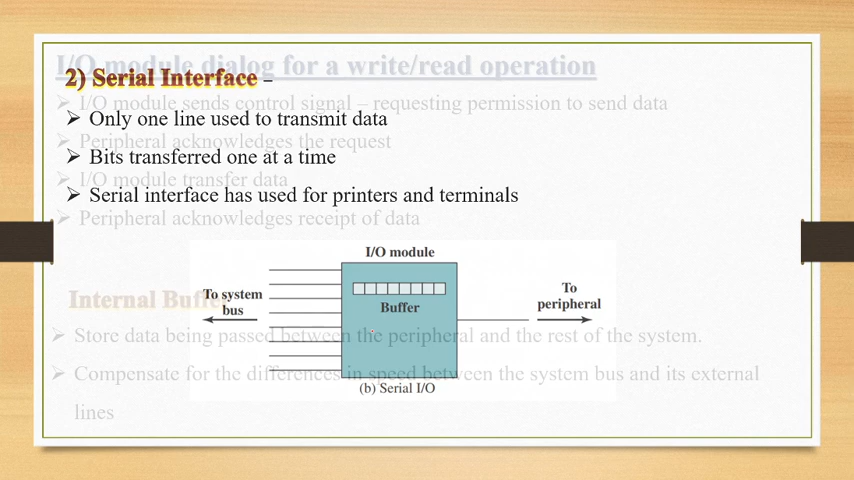 I/O module dialog for a write/read operation
2) Serial Interface –
➢ I/O module sends control signal – requesting permission to send data
➢ Only one line used to transmit data
➢ Peripheral acknowledges the request
➢ Bits transferred one at a time
➢ I/O module transfer data
➢ Serial interface has used for printers and terminals
➢ Peripheral acknowledges receipt of data
I/O module
Internal Buffer
To system
bus
Buffer
To
peripheral
➢ Store data being passed between the peripheral and the rest of the system.
➢ Compensate for the differences in speed between the system bus and its external
(b) Serial I/O
lines